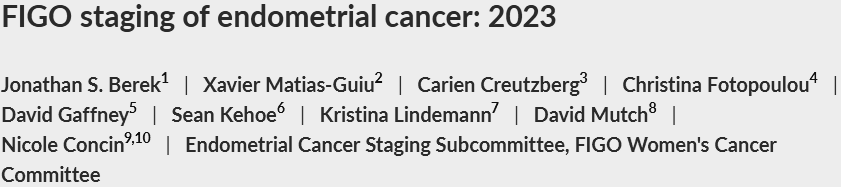 FIGO staging of endometrial cancer: 2023
Jonathan S. Berek¹ | Xavier Matias-Guiu² | Carien Creutzberg³ | Christina Fotopoulou⁴ |
David Gaffney⁵ | Sean Kehoe⁶ | Kristina Lindemann⁷ | David Mutch⁸ |
Nicole Concin⁹,¹⁰ | Endometrial Cancer Staging Subcommittee, FIGO Women's Cancer
Committee